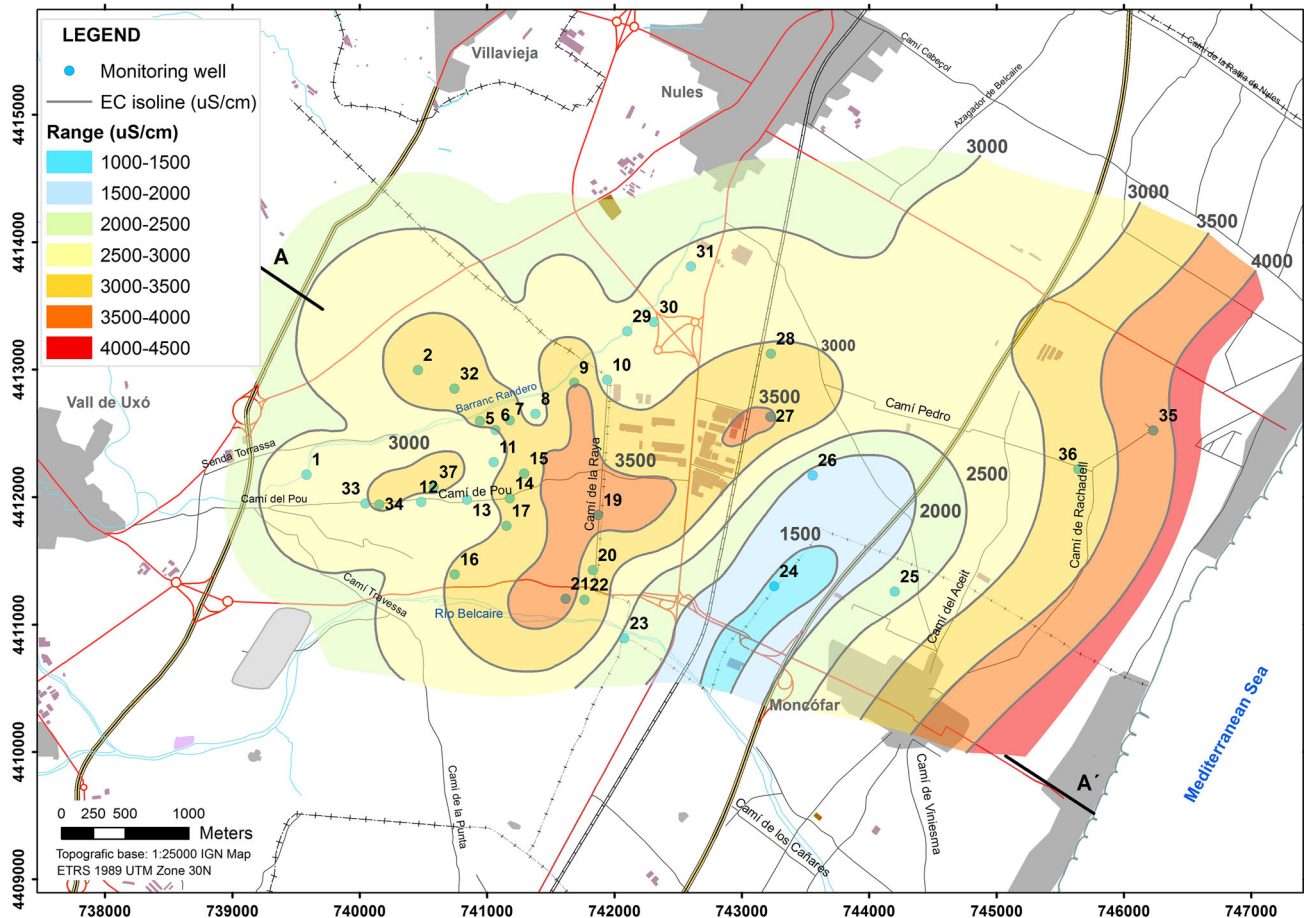 LEGEND
Monitoring well
EC isoline (uS/cm)
Range (uS/cm)
1000-1500
1500-2000
2000-2500
2500-3000
3000-3500
3500-4000
4000-4500
Villavieja
Nules
Camí Cabeçol
Camí de la Ratlla de Nules
Azagador de Belcaire
3000
3000
3500
4000
A
31
30
29
28
3000
10
9
2
32
Barranc Randero
8
7
6
5
3500
27
Camí Pedro
35
36
Vall de Uxó
Senda Torrassa
3000
11
15
3500
26
2500
1
37
12
Camí de Pou
14
Camí de la Raya
33
34
13
17
19
2000
Camí del Pou
1500
Camí de Rachadell
16
20
24
25
Camí Travessa
21
22
Río Belcaire
23
Camí del Aceit
Moncófar
Mediterranean Sea
A´
Camí de la Punta
Camí de los Cañares
Camí de Viniesma
0 250 500 1000
Meters
Topografic base: 1:25000 IGN Map
ETRS 1989 UTM Zone 30N
4415000
4414000
4413000
4412000
4411000
4410000
4409000
738000 739000 740000 741000 742000 743000 744000 745000 746000 747000